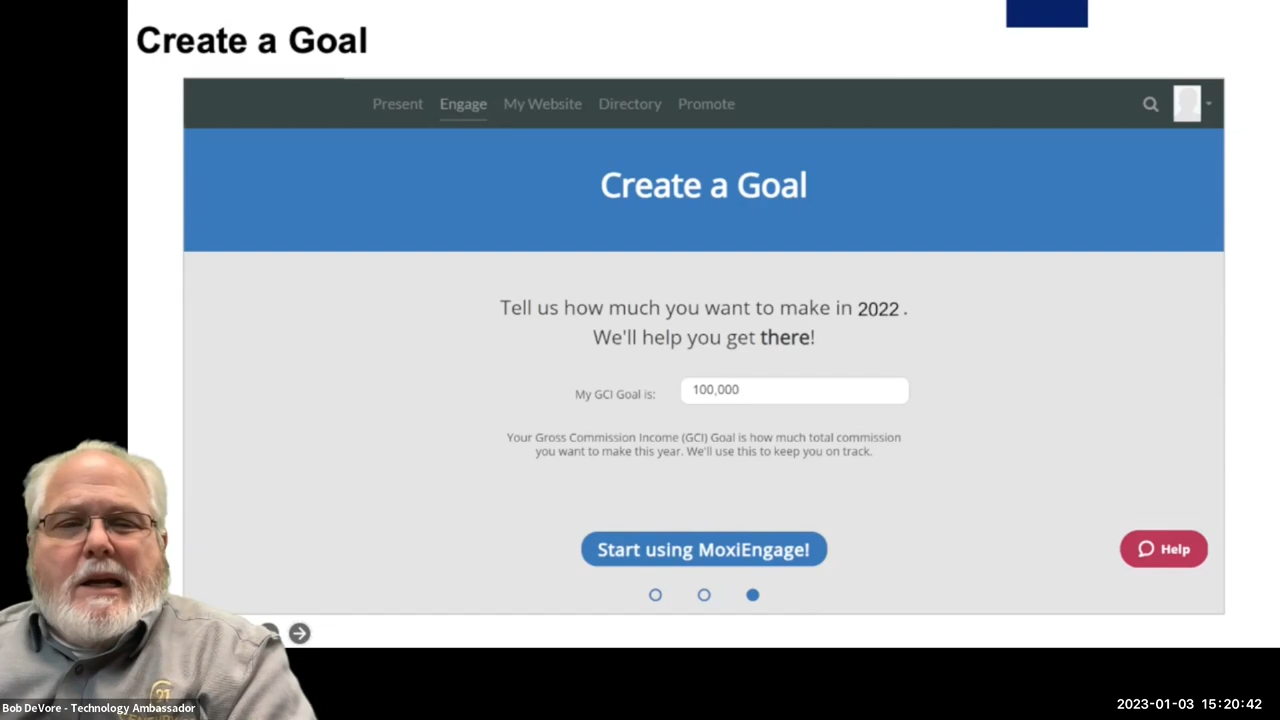 Create a Goal
Present Engage My Website Directory Promote
Create a Goal
Tell us how much you want to make in 2022.
We'll help you get there!
My GCI Goal is: 100,000
Your Gross Commission Income (GCI) Goal is how much total commission
you want to make this year. We'll use this to keep you on track.
Start using MoxiEngage!
Help
21
Bob DeVore - Technology Ambassador
2023-01-03 15:20:42